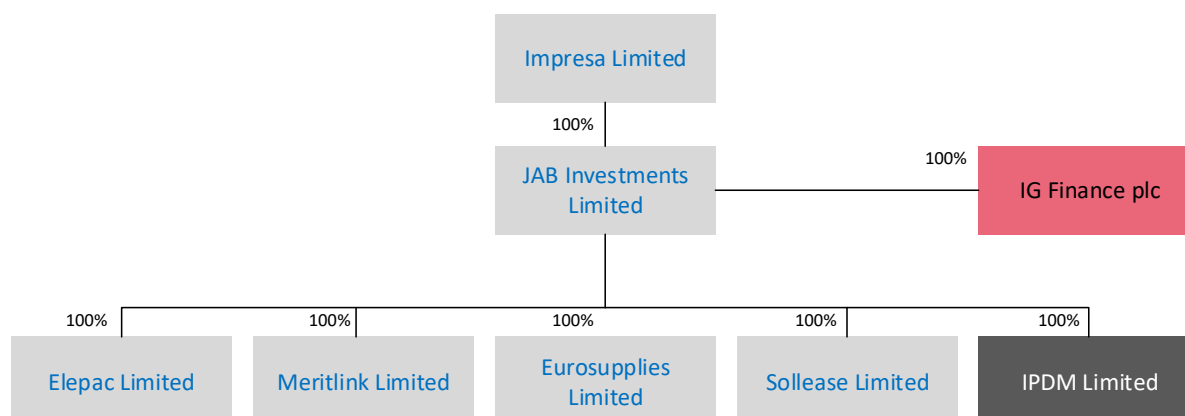 Impresa Limited
100%
JAB Investments
Limited
100%
IG Finance plc
100%
100%
100%
100%
100%
Elepac Limited
Meritlink Limited
Eurosupplies
Limited
Sollease Limited
IPDM Limited